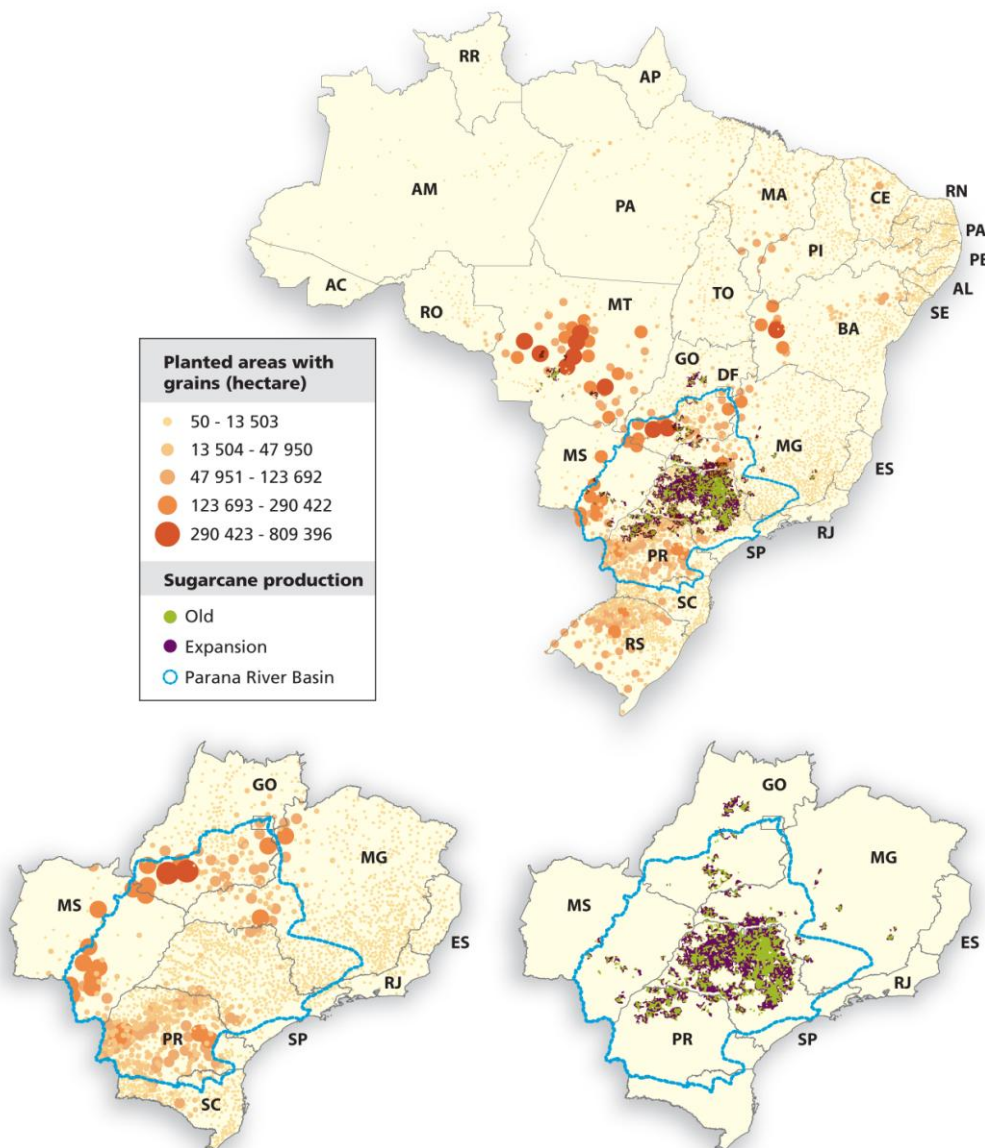 RR
AP
AM
PA
MA
CE
RN
PA
PE
PI
AL
SE
AC
RO
MT
TO
BA
GO
DF
MS
MG
ES
RJ
SP
PR
SC
RS
Planted areas with
grains (hectare)
50 - 13 503
13 504 - 47 950
47 951 - 123 692
123 693 - 290 422
290 423 - 809 396
Sugarcane production
Old
Expansion
Parana River Basin
GO
MG
MS
ES
RJ
SP
PR
SC
GO
MG
MS
ES
RJ
SP
PR